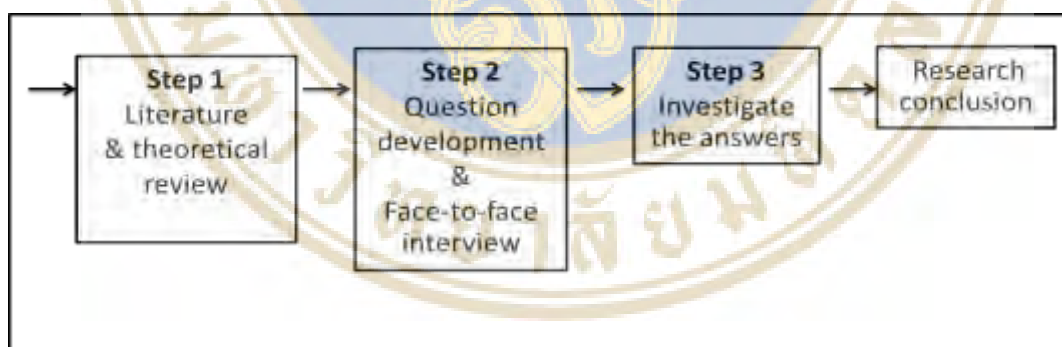 Step 1
Literature
& theoretical
review
Step 2
Question
development
&
Face-to-face
interview
Step 3
Investigate
the answers
Research
conclusion